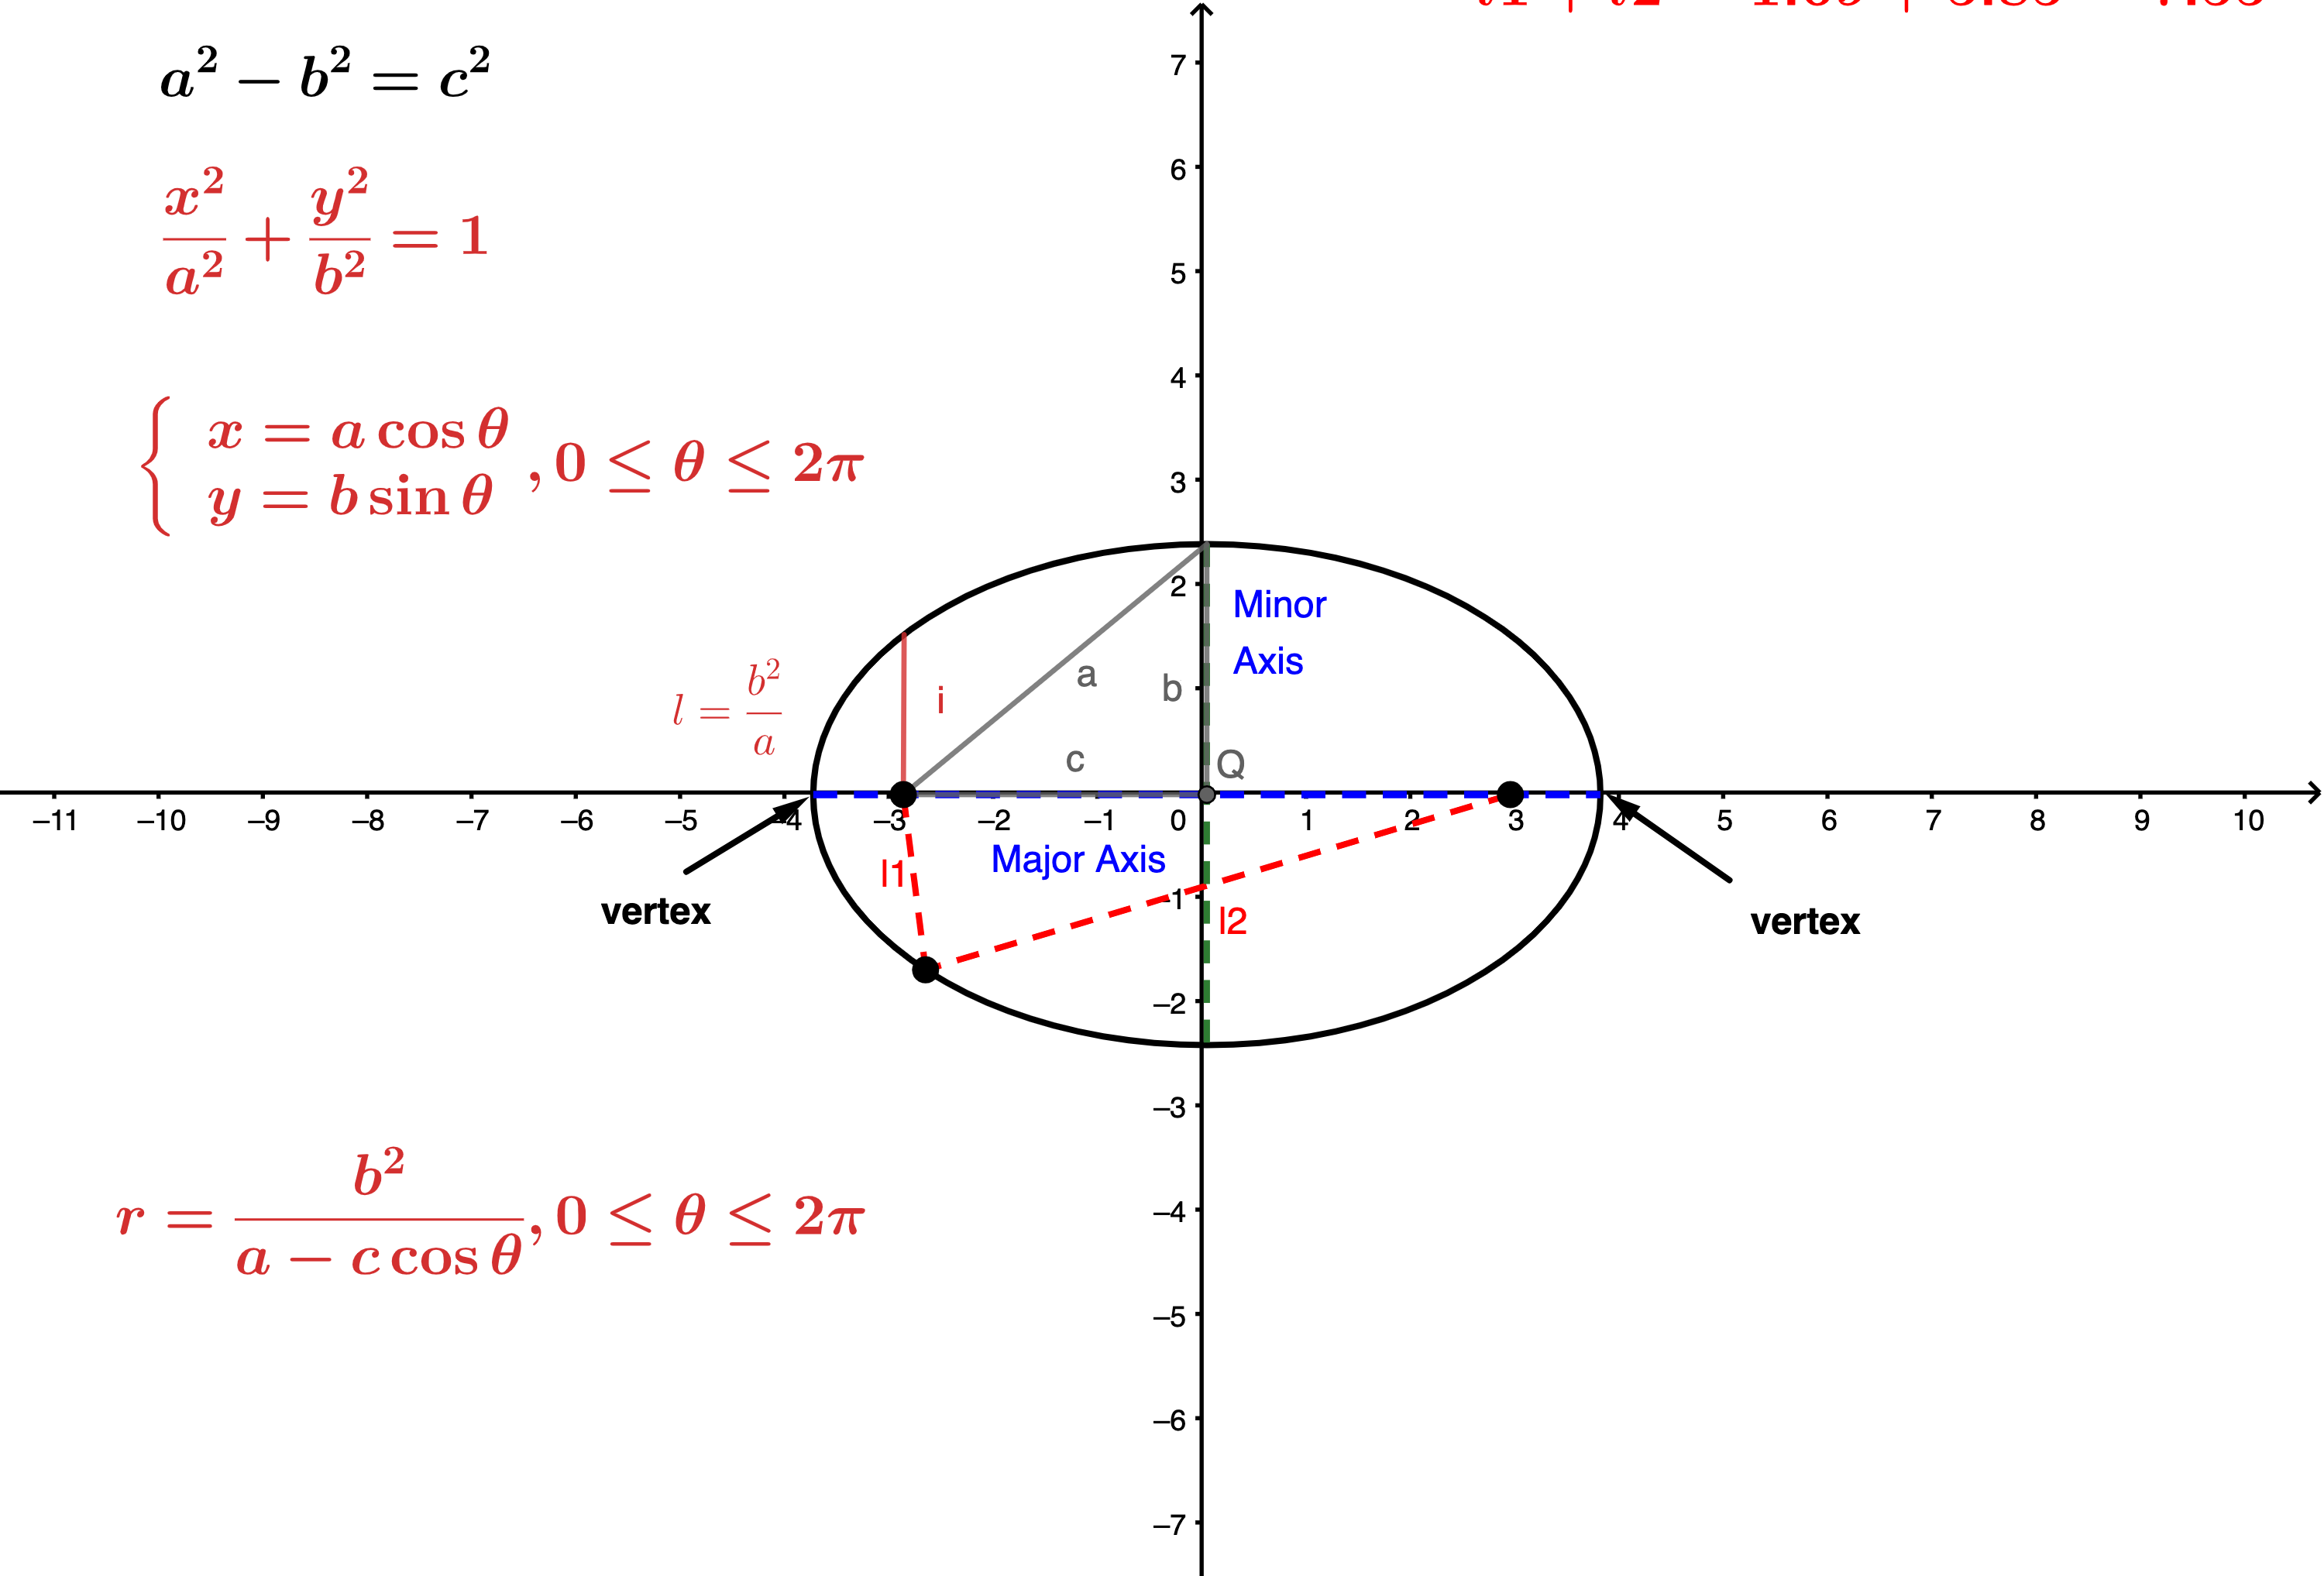 a² − b² = c²
x²/a² + y²/b² = 1
{ x = a cos θ
y = b sin θ , 0 ≤ θ ≤ 2π
7
6
5
4
3
2
Minor
Axis
a
b
l = b²/a
i
c
Q
−11 −10 −9 −8 −7 −6 −5 −4 −3 −2 −1 0 1 2 3 4 5 6 7 8 9 10
l1
Major Axis
−1
l2
vertex
vertex
−2
−3
−4
r = b²/(a − c cos θ), 0 ≤ θ ≤ 2π
−5
−6
−7